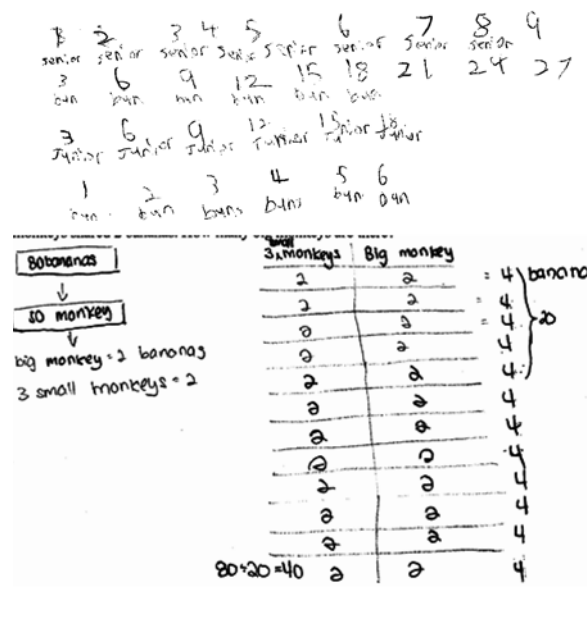 1 2 3 4 5 6 7 8 9
senior senior senior senior senior senior senior senior
3 6 9 12 15 18 21 24 27
bun bun bun bun bun bun
3 6 9 12 15 18
Junior Junior Junior Junior Junior Junior
1 2 3 4 5 6
bun bun buns buns bun bun
80bananas
50 monkey
big monkey = 2 bananas
3 small monkeys = 2
small
3 monkeys Big monkey
2 2 = 4 banana
2 2 = 4
2 2 = 4 20
2 2 4
2 2 4
2 2 4
2 2 4
2 2 4
2 2 4
2 2 4
2 2 4
80÷20=40 2 2 4